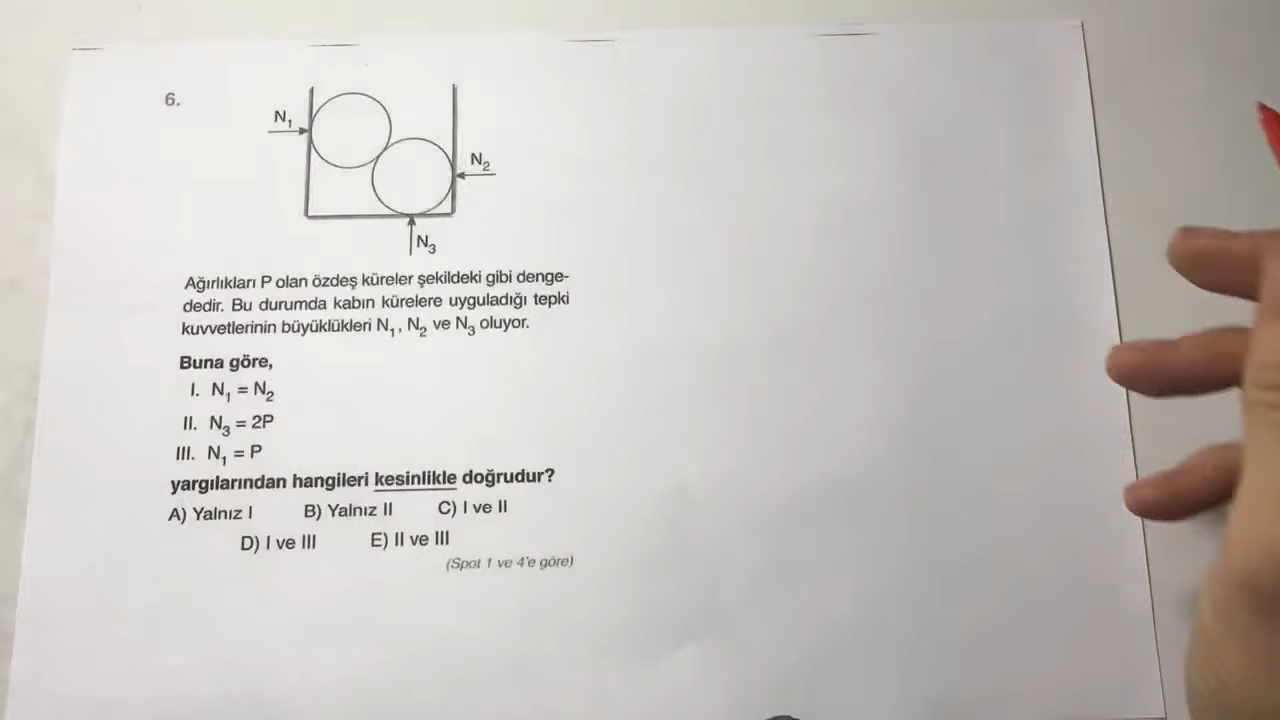 6.
N₁
N₂
N₃
Ağırlıkları P olan özdeş küreler şekildeki gibi denge-
dedir. Bu durumda kabın kürelere uyguladığı tepki
kuvvetlerinin büyüklükleri N₁, N₂ ve N₃ oluyor.
Buna göre,
I. N₁ = N₂
II. N₃ = 2P
III. N₁ = P
yargılarından hangileri kesinlikle doğrudur?
A) Yalnız I B) Yalnız II C) I ve II
D) I ve III E) II ve III
(Spot 1 ve 4'e göre)